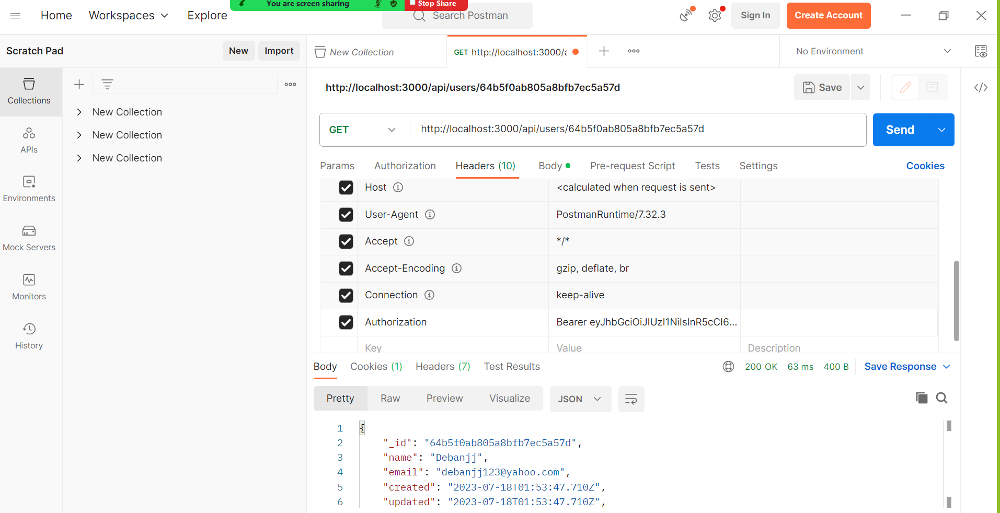 You are screen sharing
Stop Share
Home
Workspaces
Explore
Search Postman
Sign In
Create Account
Scratch Pad
New
Import
New Collection
GET http://localhost:3000/a
No Environment
Collections
APIs
Environments
Mock Servers
Monitors
History
New Collection
New Collection
New Collection
http://localhost:3000/api/users/64b5f0ab805a8bfb7ec5a57d
Save
GET
http://localhost:3000/api/users/64b5f0ab805a8bfb7ec5a57d
Send
Params
Authorization
Headers (10)
Body
Pre-request Script
Tests
Settings
Cookies
Host <calculated when request is sent>
User-Agent PostmanRuntime/7.32.3
Accept */*
Accept-Encoding gzip, deflate, br
Connection keep-alive
Authorization Bearer eyJhbGciOiJIUzI1NiIsInR5cCI6...
Key Value Description
Body
Cookies (1)
Headers (7)
Test Results
200 OK 63 ms 400 B
Save Response
Pretty
Raw
Preview
Visualize
JSON
1 {
2 "_id": "64b5f0ab805a8bfb7ec5a57d",
3 "name": "Debanjj",
4 "email": "debanjj123@yahoo.com",
5 "created": "2023-07-18T01:53:47.710Z",
6 "updated": "2023-07-18T01:53:47.710Z",